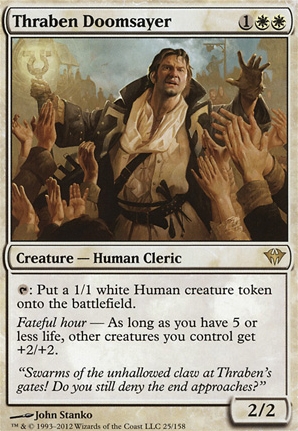 Thraben Doomsayer 1
Creature — Human Cleric
: Put a 1/1 white Human creature token
onto the battlefield.
Fateful hour — As long as you have 5 or
less life, other creatures you control get
+2/+2.
“Swarms of the unhallowed claw at Thraben’s
gates! Do you still deny the end approaches?”
2/2
John Stanko
™ & © 1993–2012 Wizards of the Coast LLC 25/158